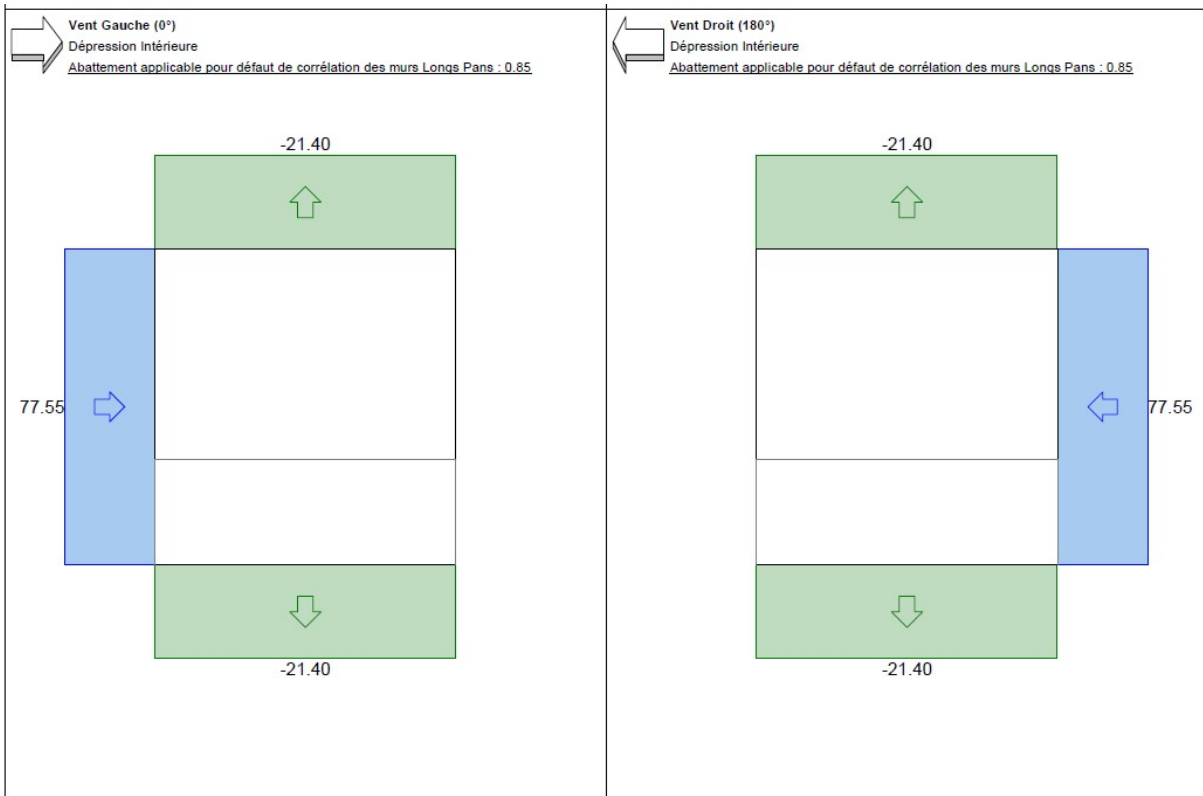 Vent Gauche (0°)
Dépression Intérieure
Abattement applicable pour défaut de corrélation des murs Longs Pans : 0.85
-21.40
77.55
-21.40
Vent Droit (180°)
Dépression Intérieure
Abattement applicable pour défaut de corrélation des murs Longs Pans : 0.85
-21.40
77.55
-21.40